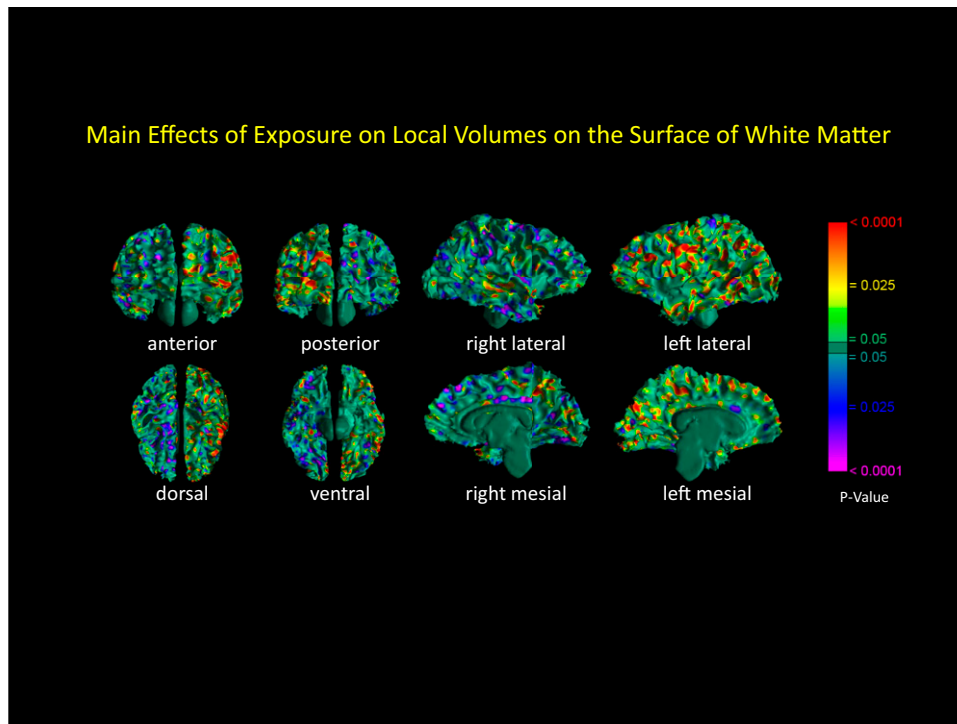 Main Effects of Exposure on Local Volumes on the Surface of White Matter
anterior
posterior
right lateral
left lateral
dorsal
ventral
right mesial
left mesial
< 0.0001
= 0.025
= 0.05
= 0.05
= 0.025
< 0.0001
P-Value